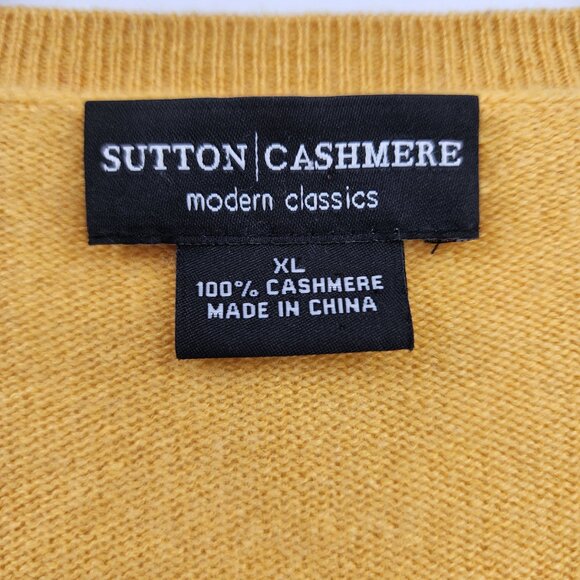 SUTTON|CASHMERE
modern classics
XL
100% CASHMERE
MADE IN CHINA